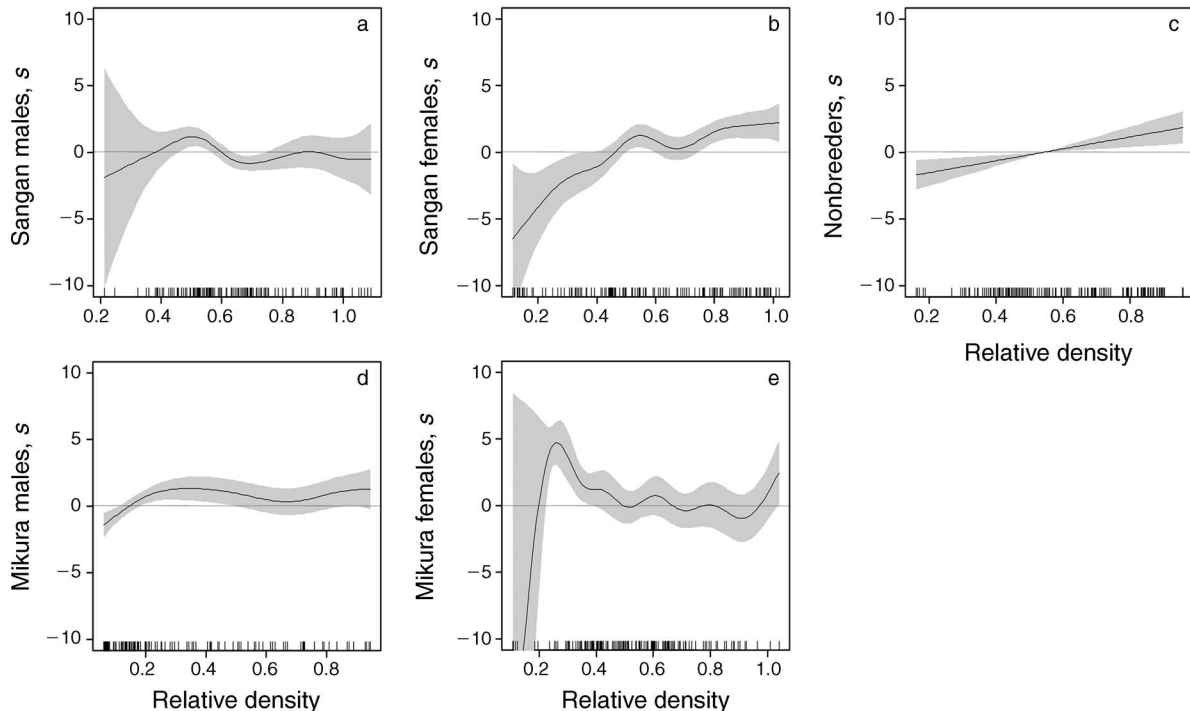 a
Sangan males, s
10
5
0
−5
−10
0.2 0.4 0.6 0.8 1.0
b
Sangan females, s
10
5
0
−5
−10
0.2 0.4 0.6 0.8 1.0
c
Nonbreeders, s
10
5
0
−5
−10
0.2 0.4 0.6 0.8
Relative density
d
Mikura males, s
10
5
0
−5
−10
0.2 0.4 0.6 0.8
Relative density
e
Mikura females, s
10
5
0
−5
−10
0.2 0.4 0.6 0.8 1.0
Relative density